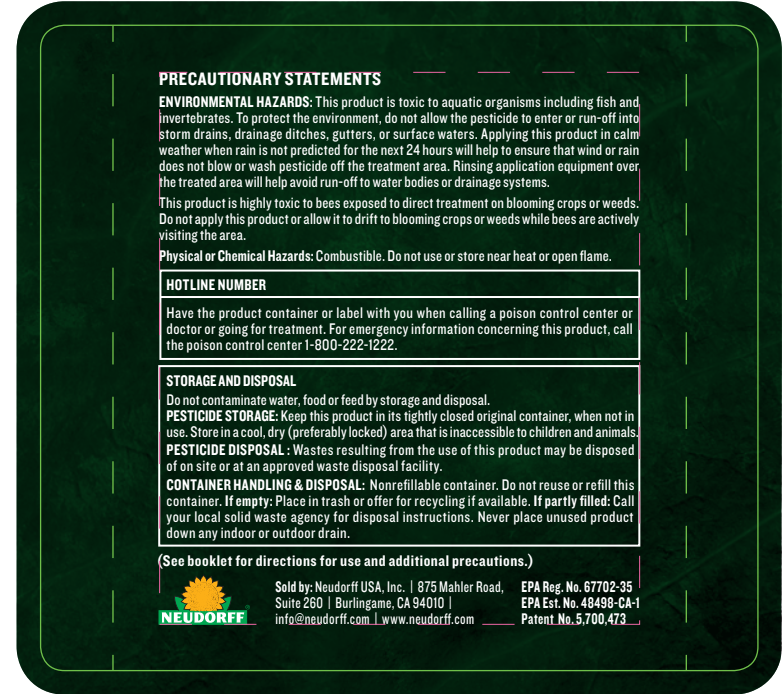 PRECAUTIONARY STATEMENTS
ENVIRONMENTAL HAZARDS: This product is toxic to aquatic organisms including fish and
invertebrates. To protect the environment, do not allow the pesticide to enter or run-off into
storm drains, drainage ditches, gutters, or surface waters. Applying this product in calm
weather when rain is not predicted for the next 24 hours will help to ensure that wind or rain
does not blow or wash pesticide off the treatment area. Rinsing application equipment over
the treated area will help avoid run-off to water bodies or drainage systems.
This product is highly toxic to bees exposed to direct treatment on blooming crops or weeds.
Do not apply this product or allow it to drift to blooming crops or weeds while bees are actively
visiting the area.
Physical or Chemical Hazards: Combustible. Do not use or store near heat or open flame.
HOTLINE NUMBER
Have the product container or label with you when calling a poison control center or
doctor or going for treatment. For emergency information concerning this product, call
the poison control center 1-800-222-1222.
STORAGE AND DISPOSAL
Do not contaminate water, food or feed by storage and disposal.
PESTICIDE STORAGE: Keep this product in its tightly closed original container, when not in
use. Store in a cool, dry (preferably locked) area that is inaccessible to children and animals.
PESTICIDE DISPOSAL : Wastes resulting from the use of this product may be disposed
of on site or at an approved waste disposal facility.
CONTAINER HANDLING & DISPOSAL: Nonrefillable container. Do not reuse or refill this
container. If empty: Place in trash or offer for recycling if available. If partly filled: Call
your local solid waste agency for disposal instructions. Never place unused product
down any indoor or outdoor drain.
(See booklet for directions for use and additional precautions.)
NEUDORFF
Sold by: Neudorff USA, Inc. | 875 Mahler Road,
Suite 260 | Burlingame, CA 94010 |
info@neudorff.com | www.neudorff.com
EPA Reg. No. 67702-35
EPA Est. No. 48498-CA-1
Patent No. 5,700,473